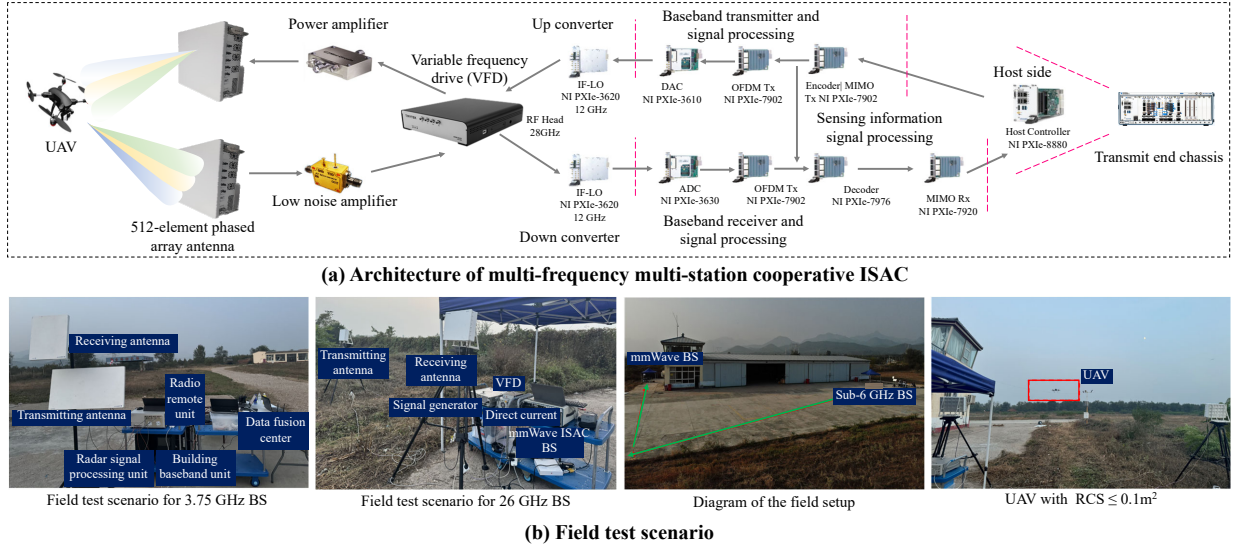 Power amplifier
Up converter
Baseband transmitter and
signal processing
Variable frequency
drive (VFD)
Host side
UAV
RF Head
28GHz
IF-LO
NI PXIe-3620
12 GHz
DAC
NI PXIe-3610
OFDM Tx
NI PXIe-7902
Encoder| MIMO
Tx NI PXIe-7902
Sensing information
signal processing
Host Controller
NI PXIe-8880
Transmit end chassis
Low noise amplifier
512-element phased
array antenna
IF-LO
NI PXIe-3620
12 GHz
Down converter
ADC
NI PXIe-3630
OFDM Tx
NI PXIe-7902
Decoder
NI PXIe-7976
MIMO Rx
NI PXIe-7920
Baseband receiver and
signal processing
(a) Architecture of multi-frequency multi-station cooperative ISAC
Receiving antenna
Transmitting antenna
Radio
remote
unit
Data fusion
center
Radar signal
processing unit
Building
baseband unit
Field test scenario for 3.75 GHz BS
Transmitting
antenna
Receiving
antenna
VFD
Signal generator
Direct current
mmWave ISAC
BS
Field test scenario for 26 GHz BS
mmWave BS
Sub-6 GHz BS
Diagram of the field setup
UAV
UAV with RCS ≤ 0.1m²
(b) Field test scenario